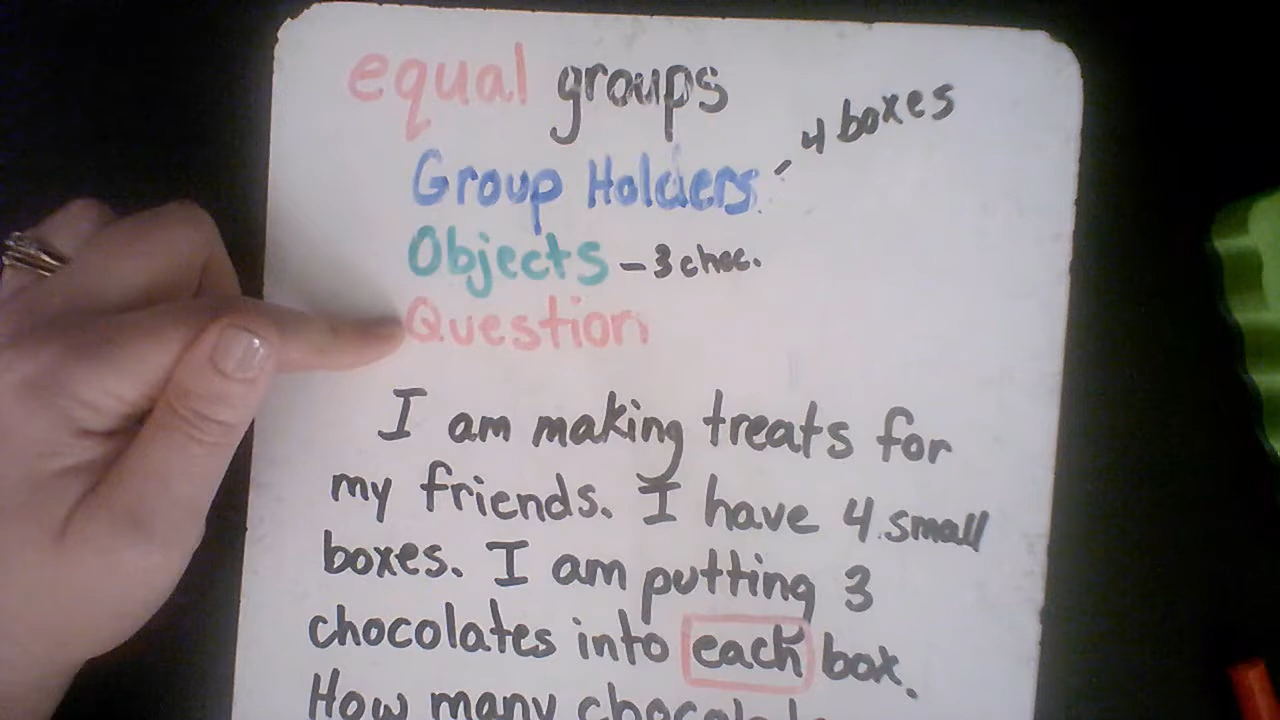 equal groups
4 boxes
Group Holders
Objects - 3 choc.
Question
I am making treats for
my friends. I have 4 small
boxes. I am putting 3
chocolates into each box.
How many